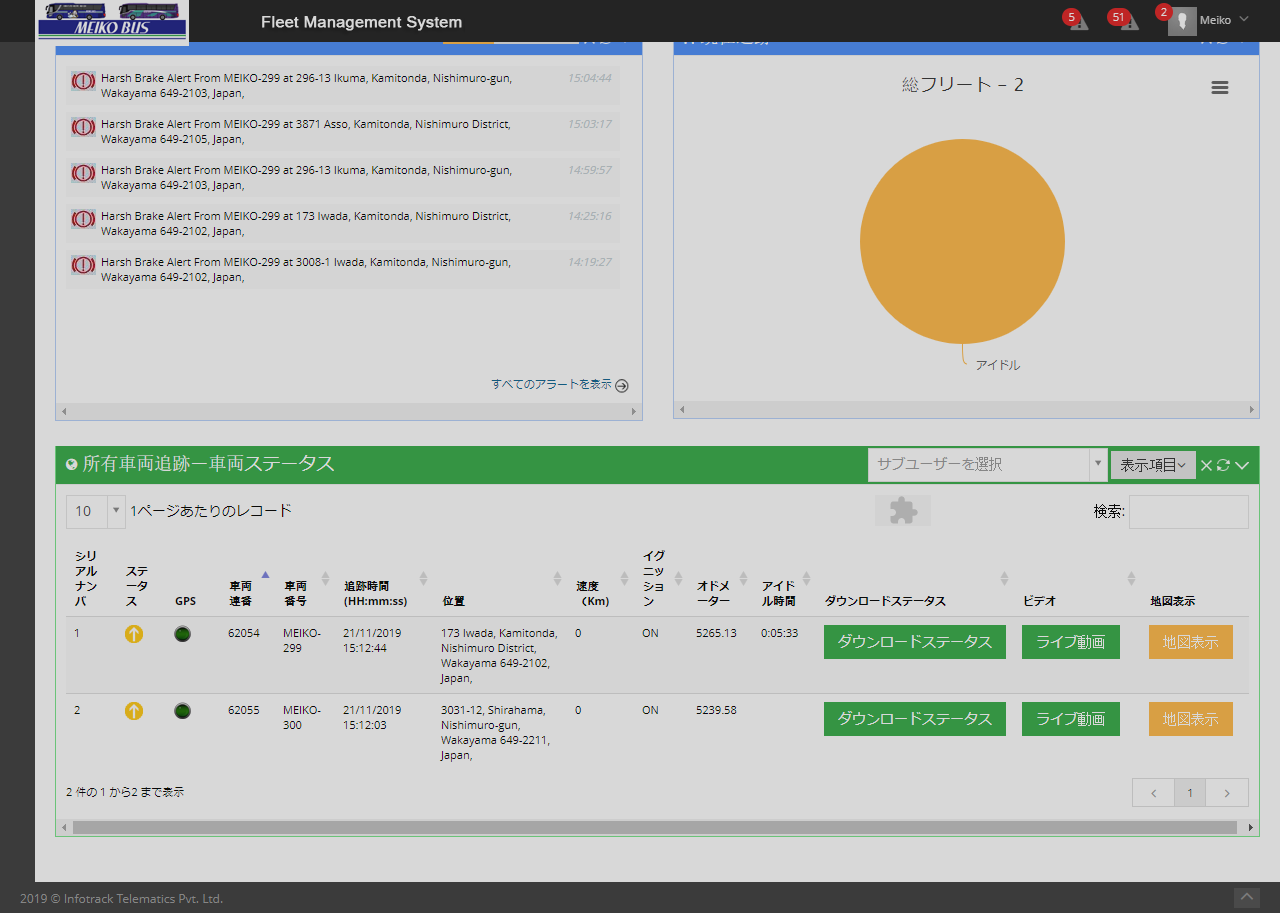 MEIKO BUS
Fleet Management System
5
51
2
Meiko
Harsh Brake Alert From MEIKO-299 at 296-13 Ikuma, Kamitonda, Nishimuro-gun,
Wakayama 649-2103, Japan,
15:04:44
Harsh Brake Alert From MEIKO-299 at 3871 Asso, Kamitonda, Nishimuro District,
Wakayama 649-2105, Japan,
15:03:17
Harsh Brake Alert From MEIKO-299 at 296-13 Ikuma, Kamitonda, Nishimuro-gun,
Wakayama 649-2103, Japan,
14:59:57
Harsh Brake Alert From MEIKO-299 at 173 Iwada, Kamitonda, Nishimuro District,
Wakayama 649-2102, Japan,
14:25:16
Harsh Brake Alert From MEIKO-299 at 3008-1 Iwada, Kamitonda, Nishimuro-gun,
Wakayama 649-2102, Japan,
14:19:27
すべてのアラートを表示
総フリート – 2
アイドル
所有車両追跡ー車両ステータス
サブユーザーを選択
表示項目
10 1ページあたりのレコード
検索:
シリアルナンバ ステータス GPS 車両連番 車両番号 追跡時間 (HH:mm:ss) 位置 速度 (Km) イグニッション オドメーター アイドル時間 ダウンロードステータス ビデオ 地図表示
1 62054 MEIKO-299 21/11/2019 15:12:44 173 Iwada, Kamitonda, Nishimuro District, Wakayama 649-2102, Japan, 0 ON 5265.13 0:05:33 ダウンロードステータス ライブ動画 地図表示
2 62055 MEIKO-300 21/11/2019 15:12:03 3031-12, Shirahama, Nishimuro-gun, Wakayama 649-2211, Japan, 0 ON 5239.58 ダウンロードステータス ライブ動画 地図表示
2 件の 1 から2 まで表示
1
2019 © Infotrack Telematics Pvt. Ltd.